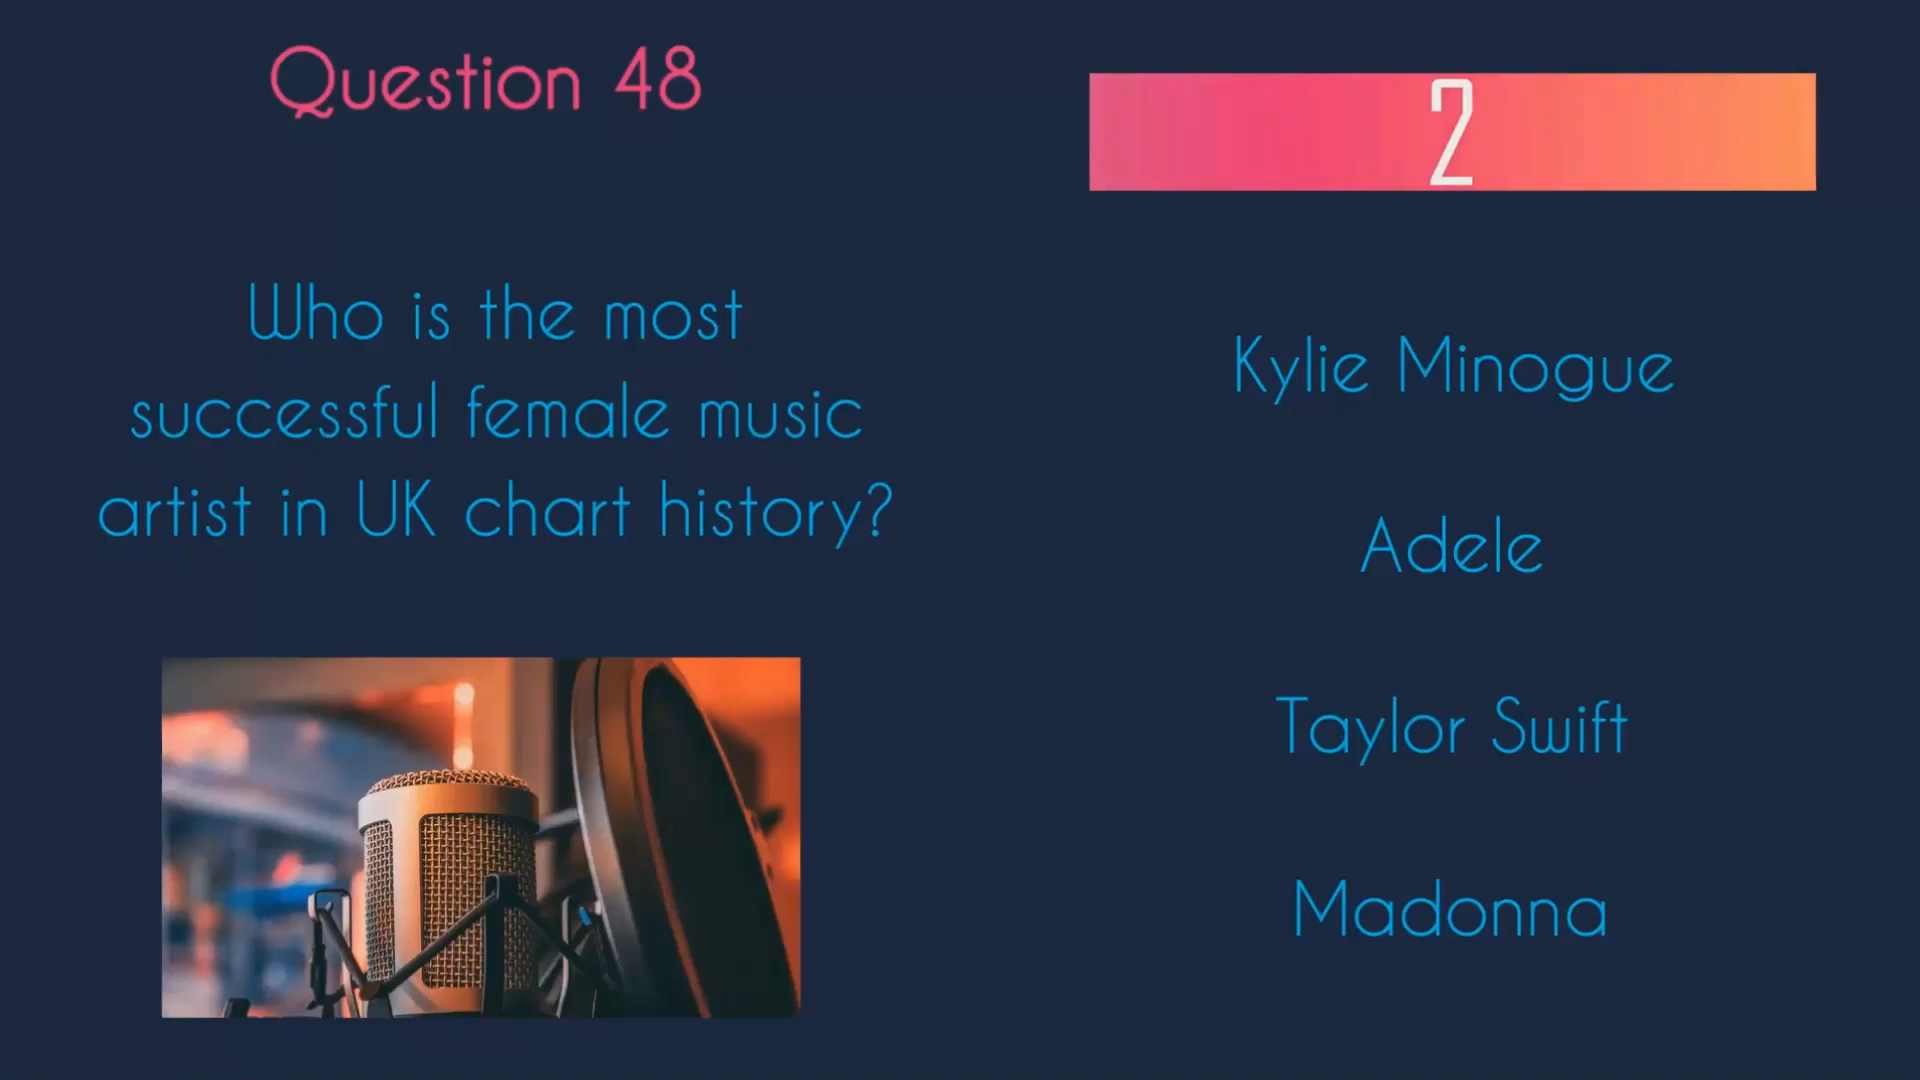 Question 48
2
Who is the most
successful female music
artist in UK chart history?
Kylie Minogue
Adele
Taylor Swift
Madonna